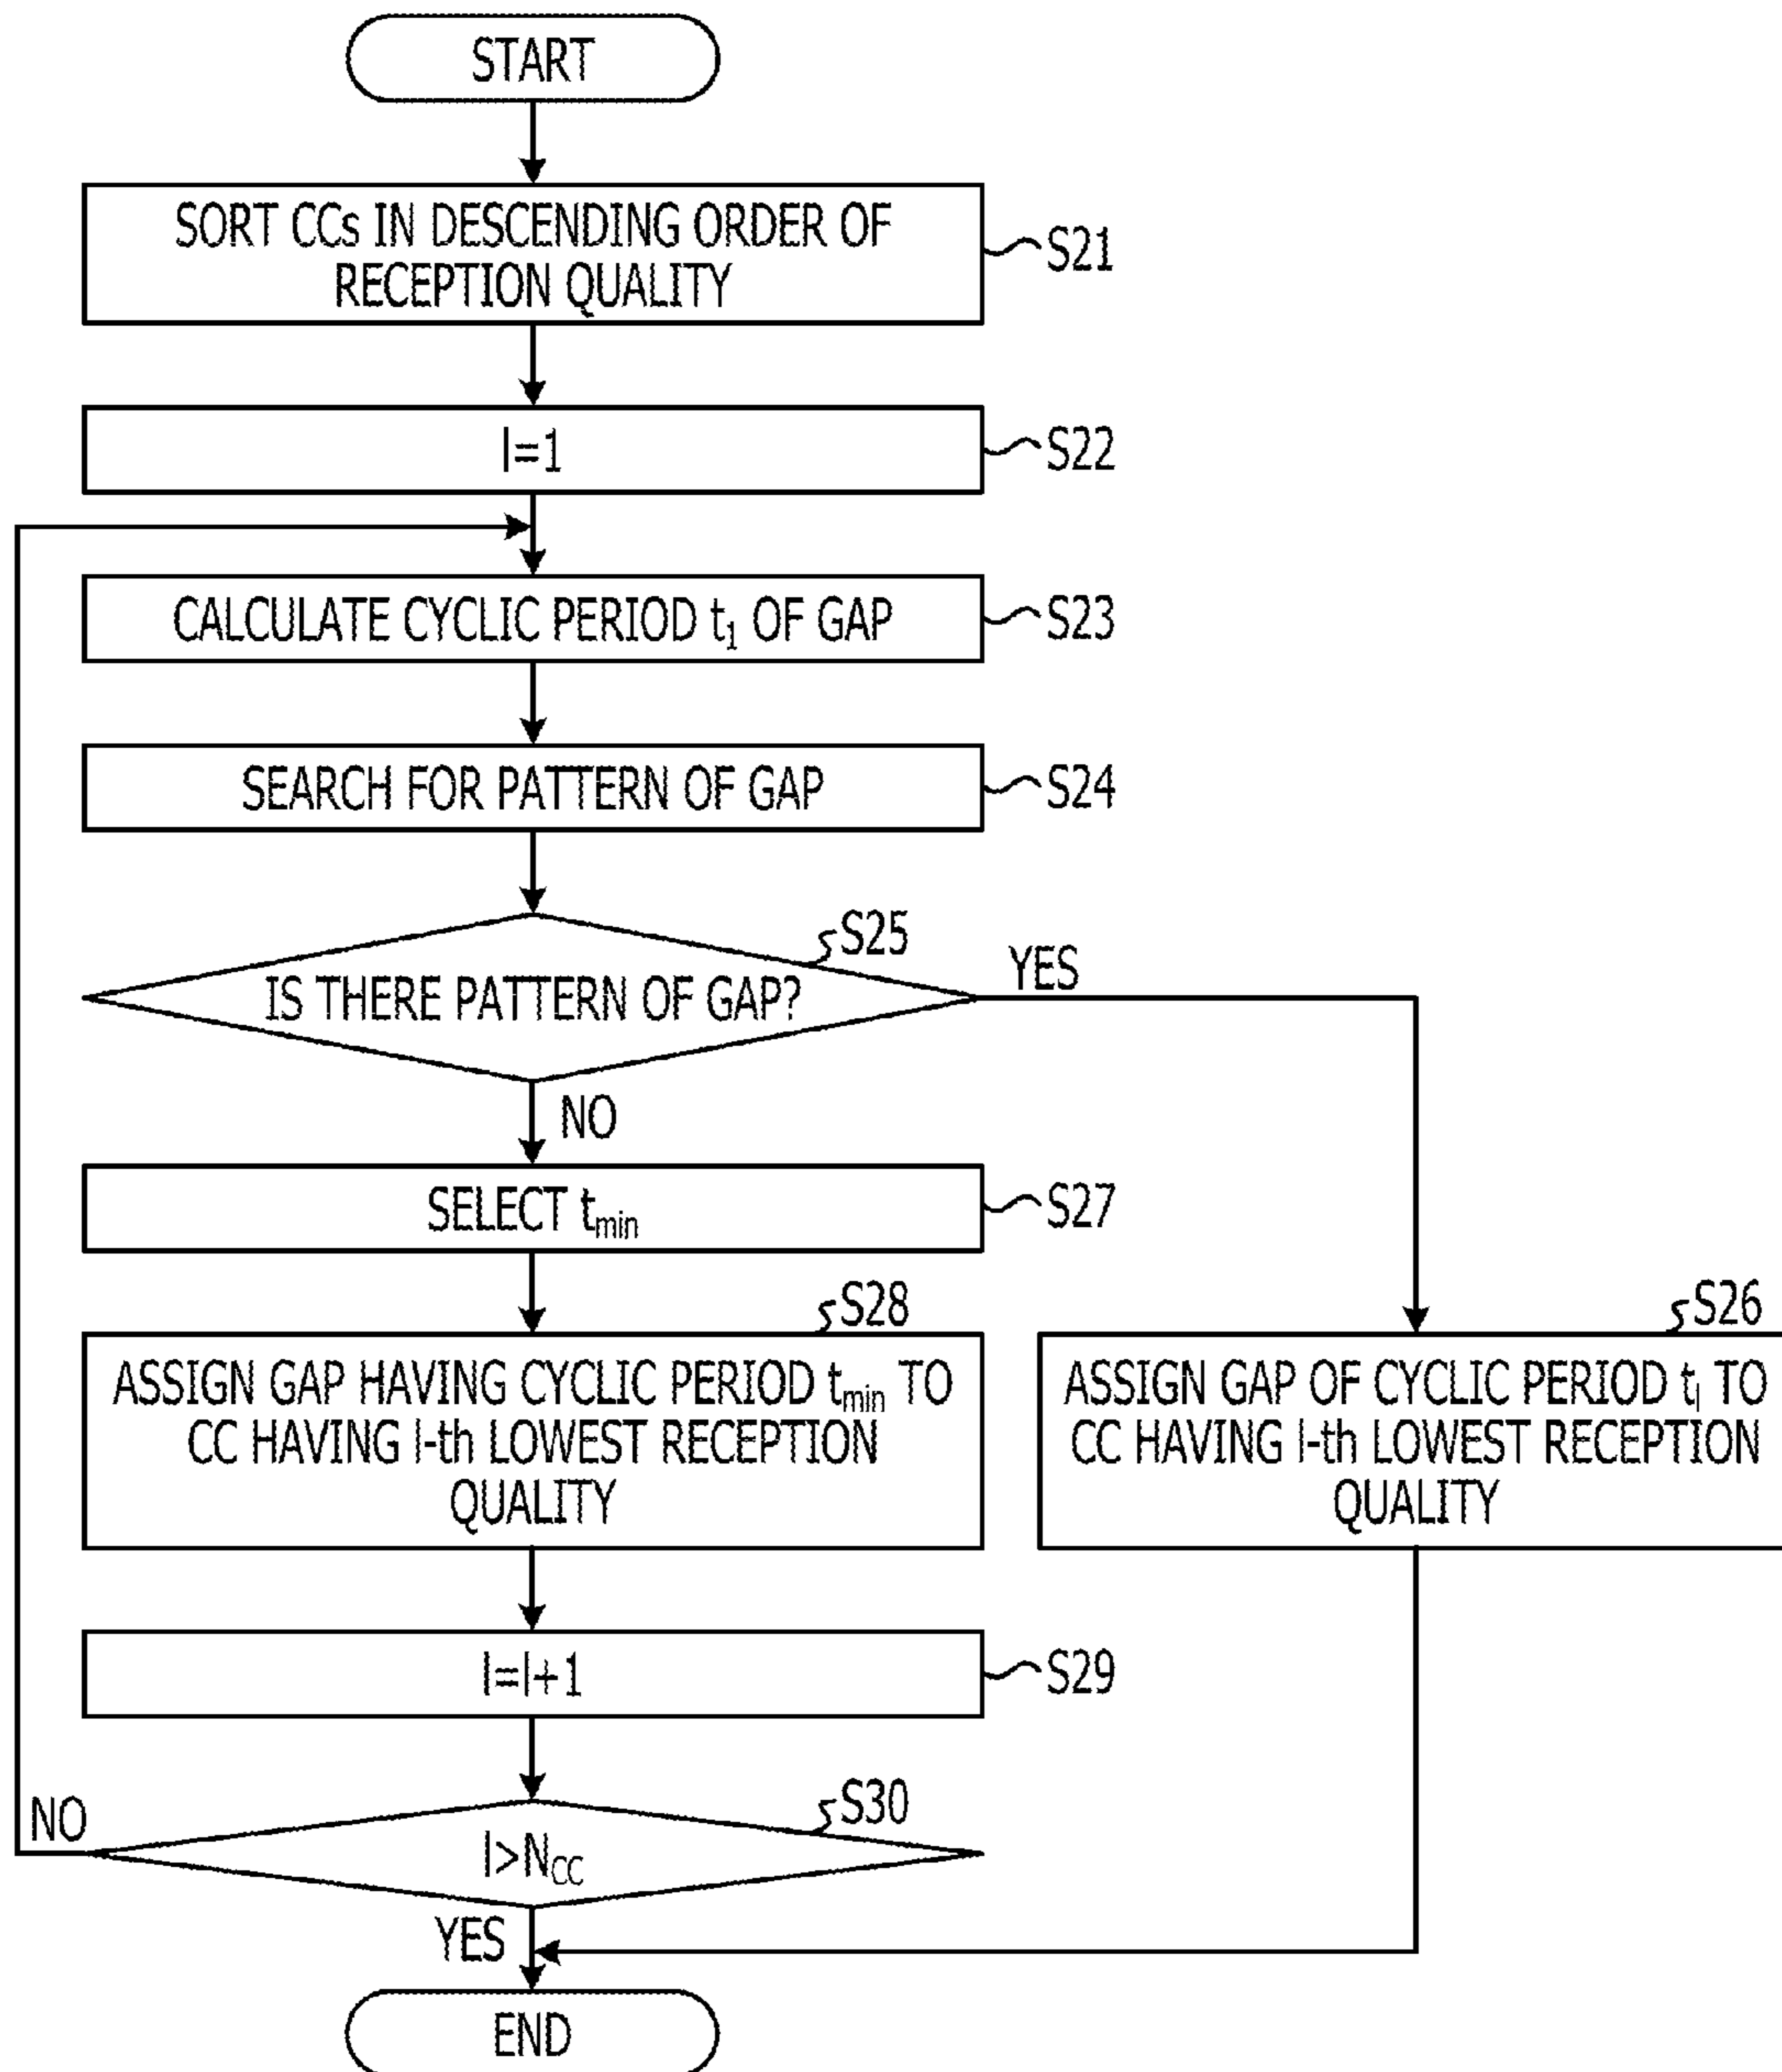 START
SORT CCs IN DESCENDING ORDER OF
RECEPTION QUALITY
S21
l=1
S22
CALCULATE CYCLIC PERIOD t1 OF GAP
S23
SEARCH FOR PATTERN OF GAP
S24
S25
IS THERE PATTERN OF GAP?
YES
NO
SELECT tmin
S27
S28
ASSIGN GAP HAVING CYCLIC PERIOD tmin TO
CC HAVING l-th LOWEST RECEPTION
QUALITY
S26
ASSIGN GAP OF CYCLIC PERIOD tl TO
CC HAVING l-th LOWEST RECEPTION
QUALITY
l=l+1
S29
S30
NO
l>NCC
YES
END